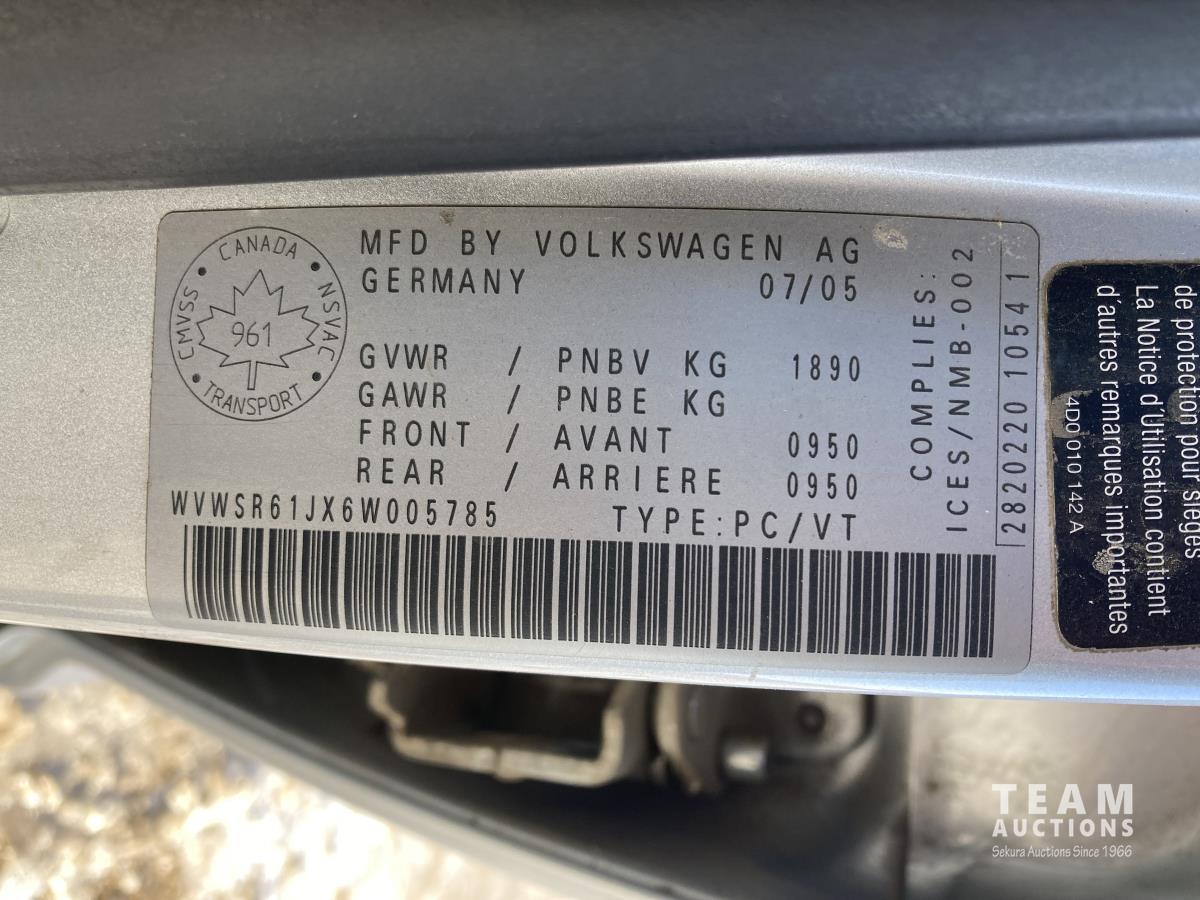 CANADA
CMVSS
NSVAC
961
TRANSPORT
MFD BY VOLKSWAGEN AG
GERMANY 07/05
GVWR / PNBV KG 1890
GAWR / PNBE KG
FRONT / AVANT 0950
REAR / ARRIERE 0950
WVWSR61JX6W005785 TYPE:PC/VT
COMPLIES:
ICES/NMB-002
2820220 10541
de protection pour sièges
La Notice d'Utilisation contient
d'autres remarques importantes
4D0 010 142 A
TEAM
AUCTIONS
Sekura Auctions Since 1966